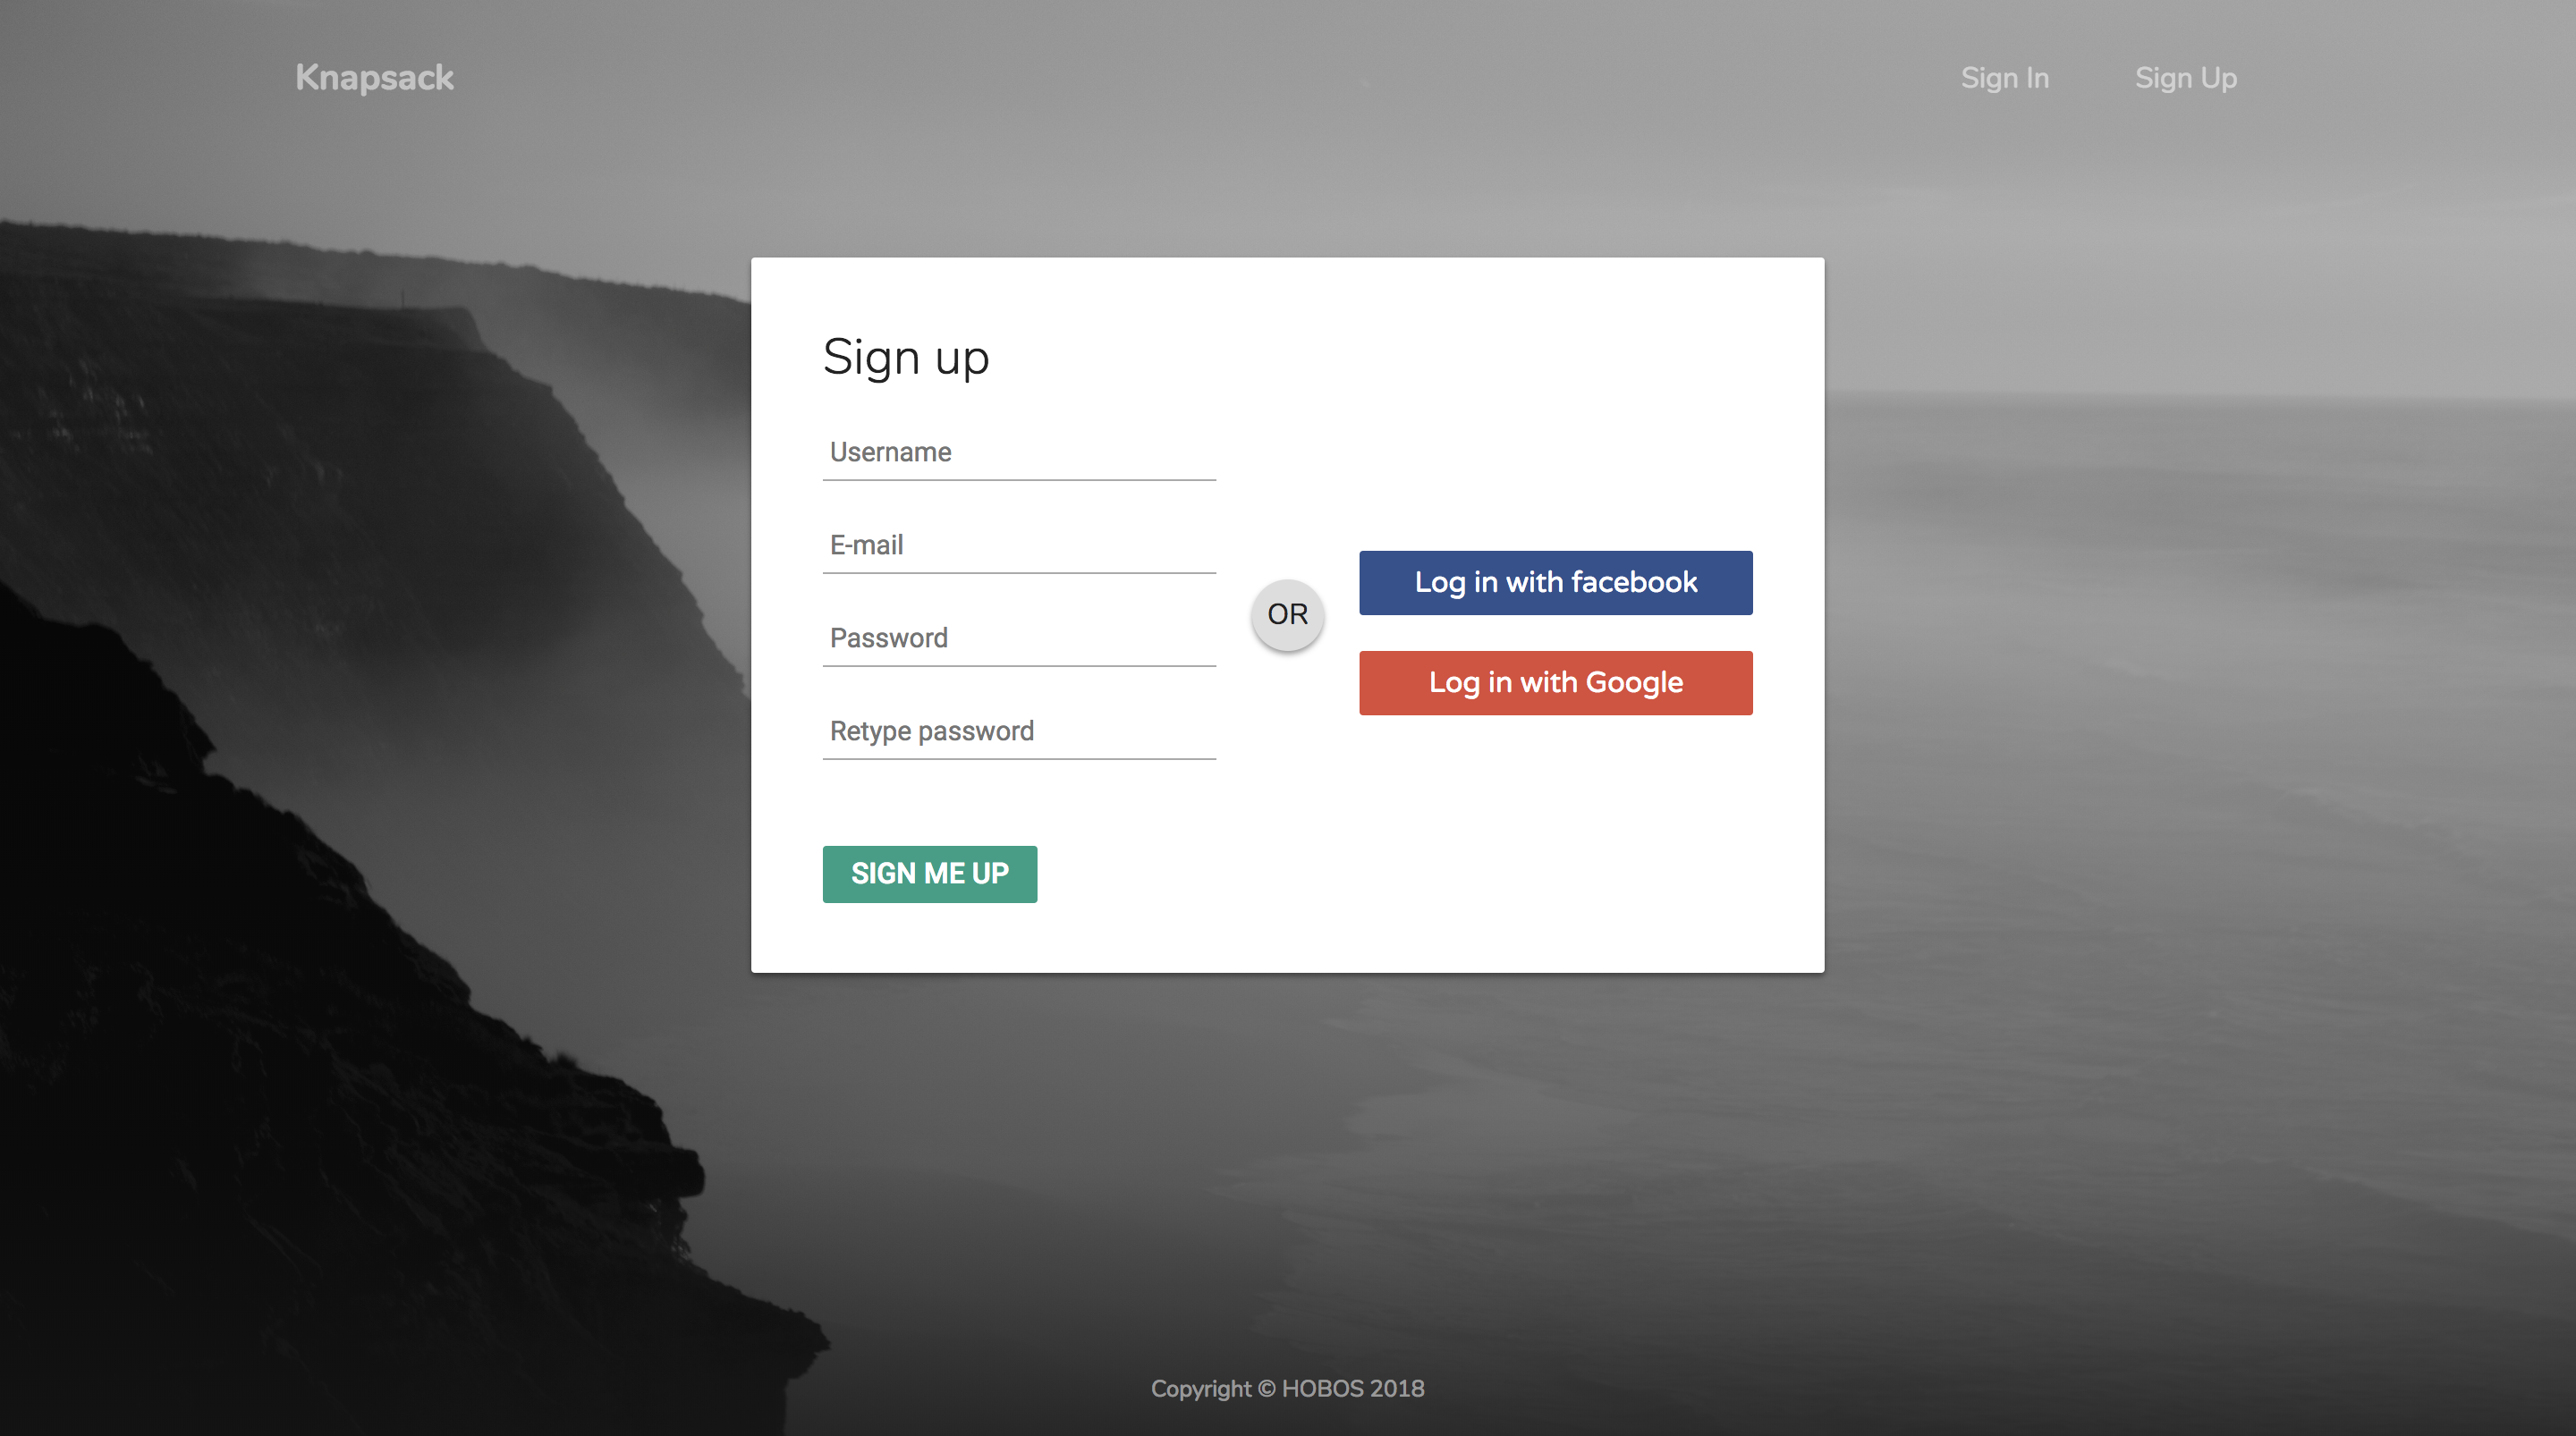 Knapsack
Sign In
Sign Up
Sign up
Username
E-mail
Password
Retype password
SIGN ME UP
OR
Log in with facebook
Log in with Google
Copyright © HOBOS 2018